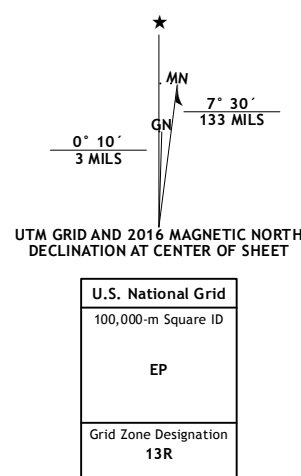 ★
MN
7° 30´
133 MILS
GN
0° 10´
3 MILS
UTM GRID AND 2016 MAGNETIC NORTH
DECLINATION AT CENTER OF SHEET
U.S. National Grid
100,000-m Square ID
EP
Grid Zone Designation
13R